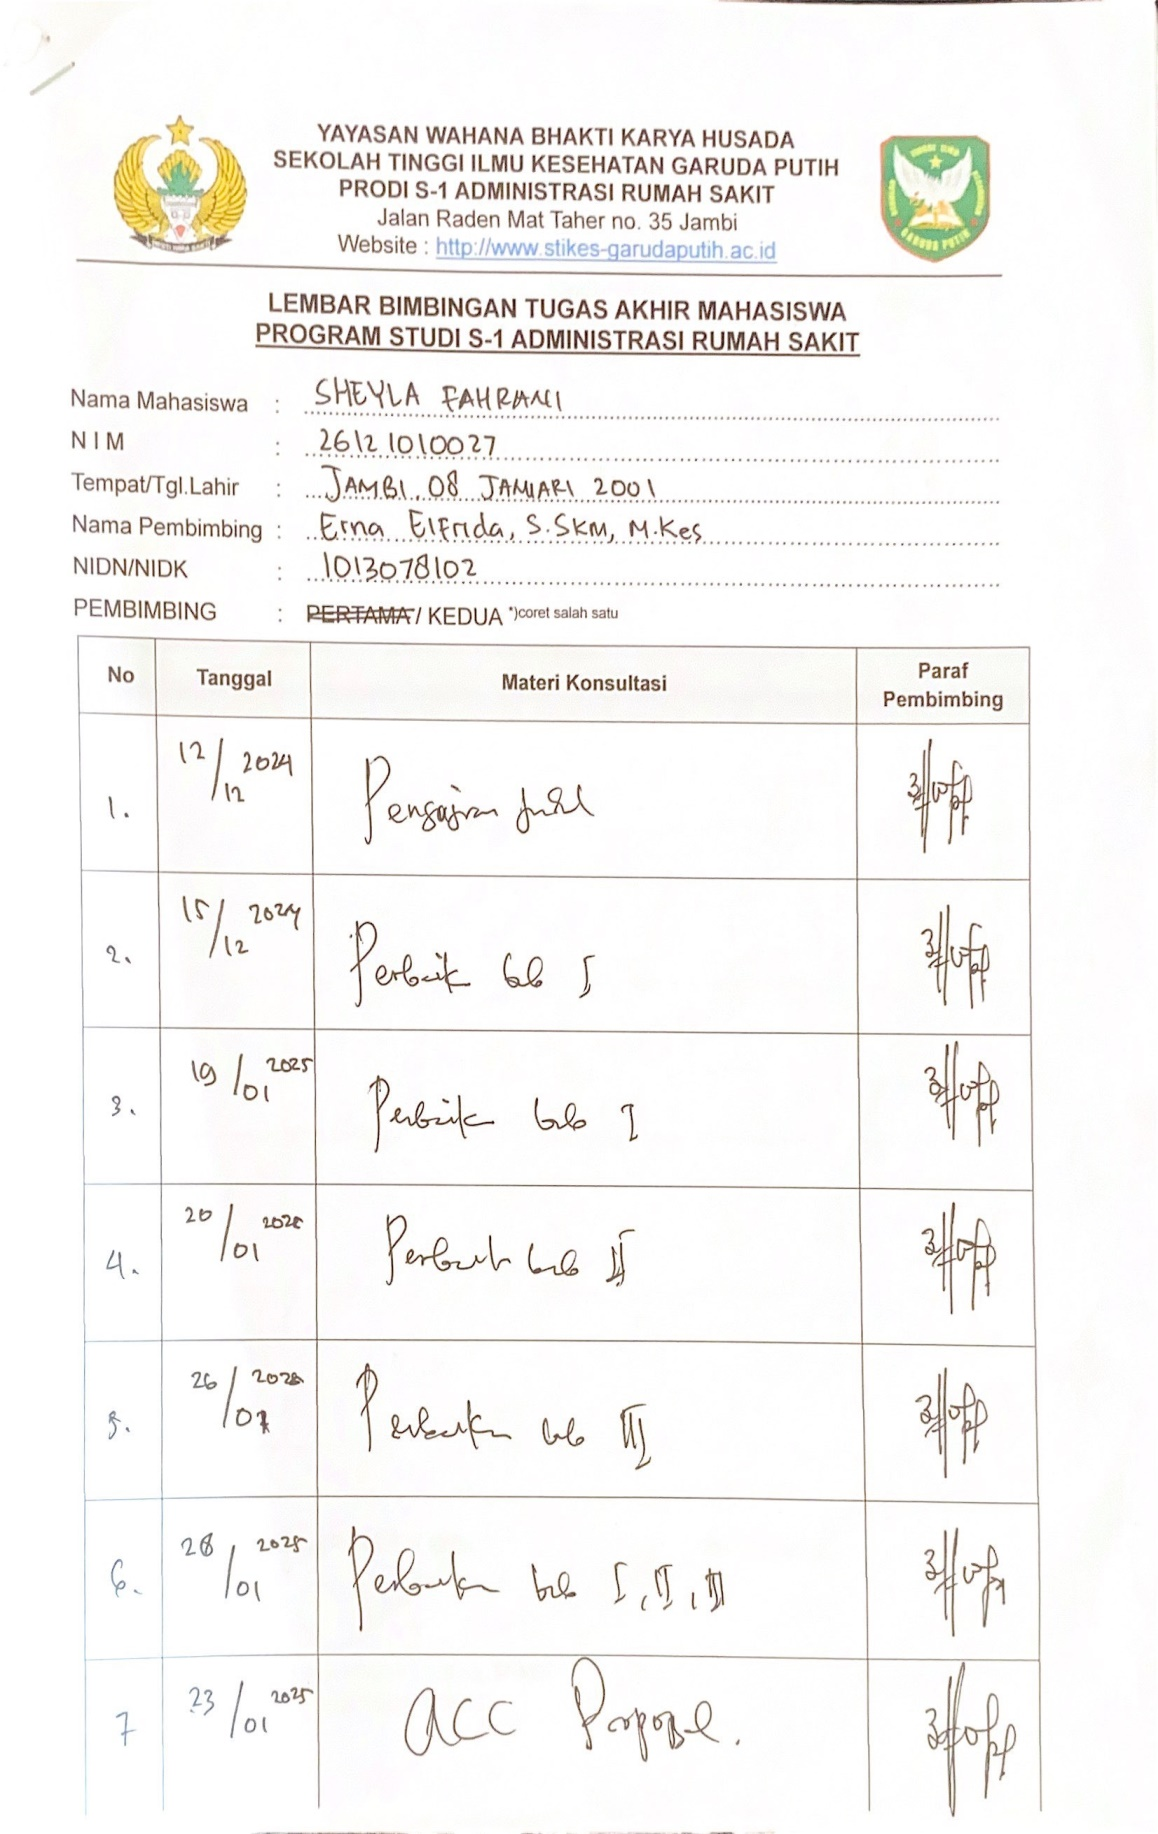 YAYASAN WAHANA BHAKTI KARYA HUSADA
SEKOLAH TINGGI ILMU KESEHATAN GARUDA PUTIH
PRODI S-1 ADMINISTRASI RUMAH SAKIT
Jalan Raden Mat Taher no. 35 Jambi
Website : http://www.stikes-garudaputih.ac.id
GARUDA PUTIH
LEMBAR BIMBINGAN TUGAS AKHIR MAHASISWA
PROGRAM STUDI S-1 ADMINISTRASI RUMAH SAKIT
Nama Mahasiswa : SHEYLA FAHRANI
N I M : 26121010027
Tempat/Tgl.Lahir : JAMBI, 08 JANUARI 2001
Nama Pembimbing : Erna Elfrida, S.SKM, M.Kes
NIDN/NIDK : 1013078102
PEMBIMBING : PERTAMA / KEDUA *)coret salah satu
No Tanggal Materi Konsultasi Paraf Pembimbing
1. 12/12 2024 Pengajuan judul
2. 15/12 2024 Perbaik bab I
3. 19/01 2025 Perbaik bab I
4. 20/01 2025 Perbaik bab II
5. 26/01 Perbaikan bab III
6. 28/01 2025 Perbaikan bab I, II, III
7 23/01 2025 ACC Proposal.